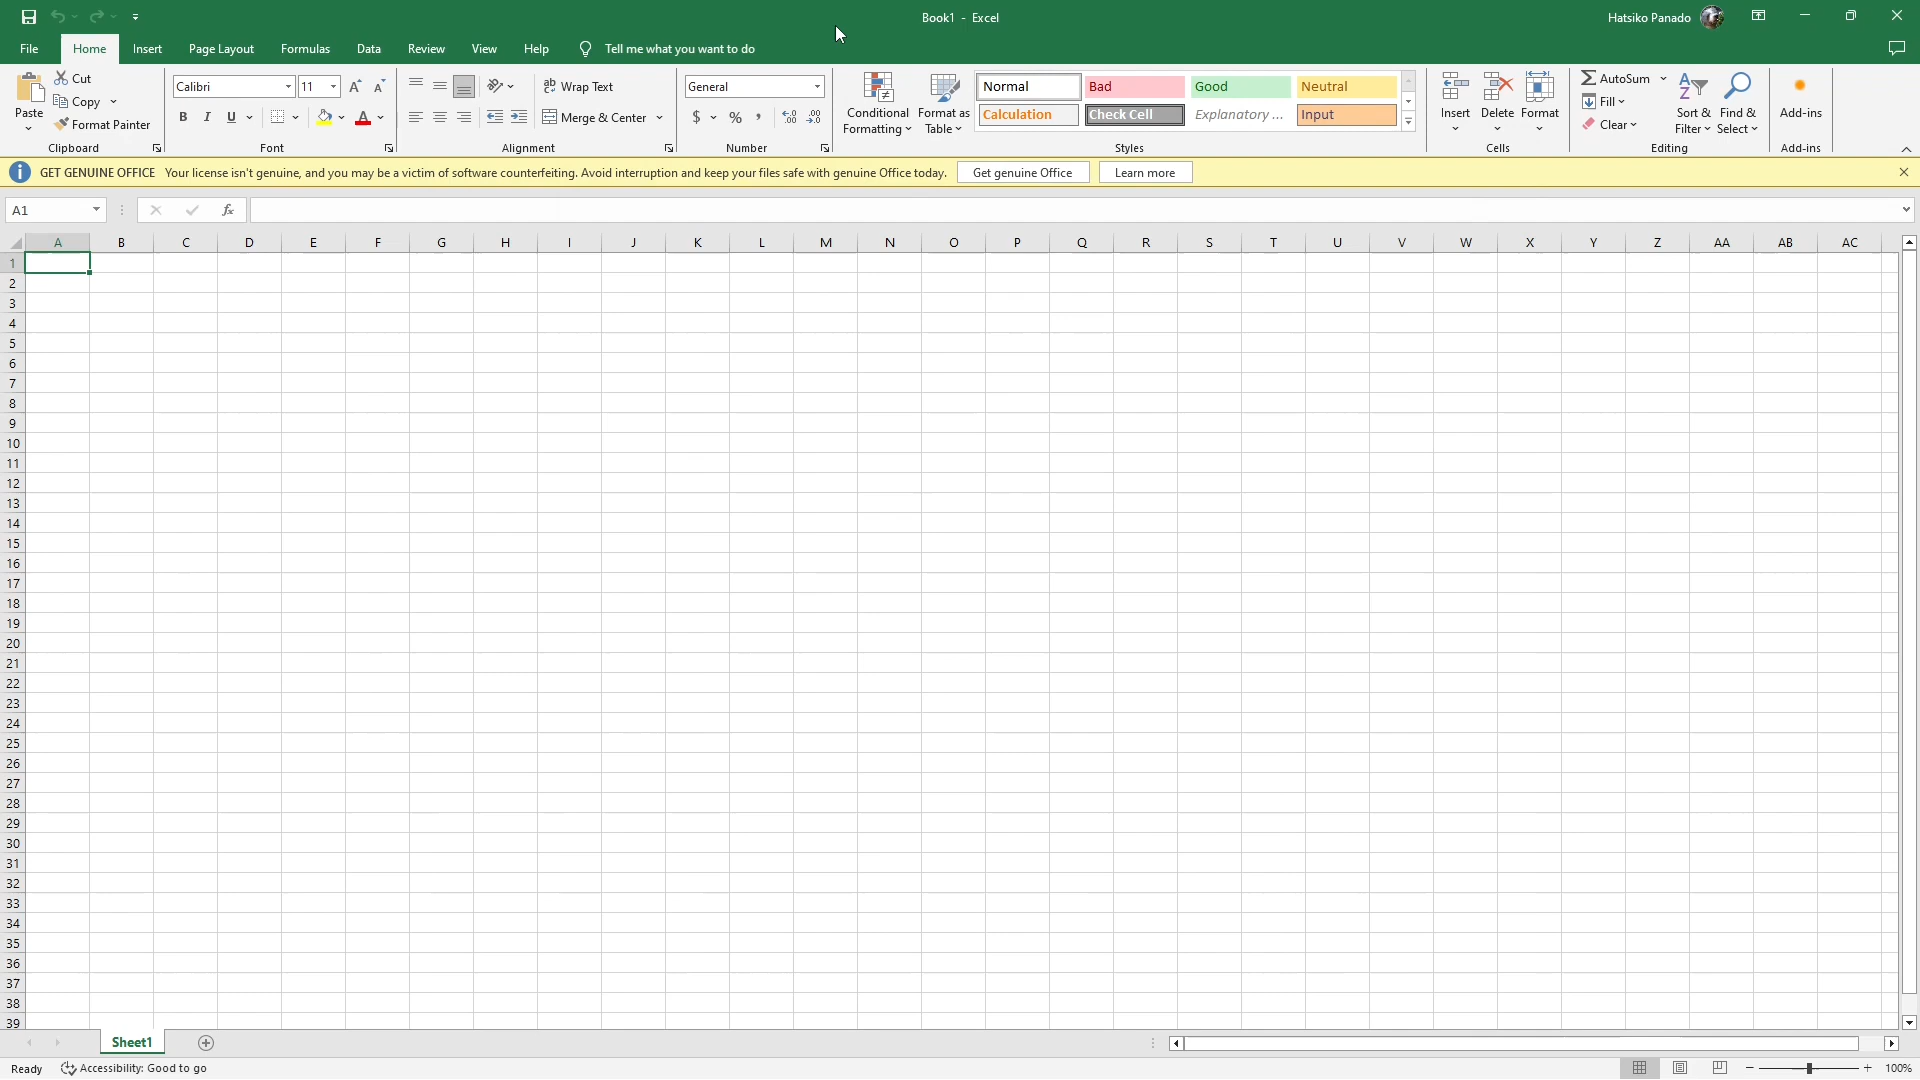 Book1 - Excel
Hatsiko Panado
File Home Insert Page Layout Formulas Data Review View Help Tell me what you want to do
Paste
Cut
Copy
Format Painter
Clipboard
Calibri 11
B I U A
Font
Wrap Text
Merge & Center
Alignment
General
$ % ,
Number
Conditional Formatting
Format as Table
Normal Bad Good Neutral
Calculation Check Cell Explanatory ... Input
Styles
Insert Delete Format
Cells
AutoSum
Fill
Clear
Sort & Filter
Find & Select
Editing
Add-ins
Add-ins
GET GENUINE OFFICE Your license isn't genuine, and you may be a victim of software counterfeiting. Avoid interruption and keep your files safe with genuine Office today. Get genuine Office Learn more
A1 fx
A B C D E F G H I J K L M N O P Q R S T U V W X Y Z AA AB AC
1
2
3
4
5
6
7
8
9
10
11
12
13
14
15
16
17
18
19
20
21
22
23
24
25
26
27
28
29
30
31
32
33
34
35
36
37
38
39
Sheet1
Ready Accessibility: Good to go 100%